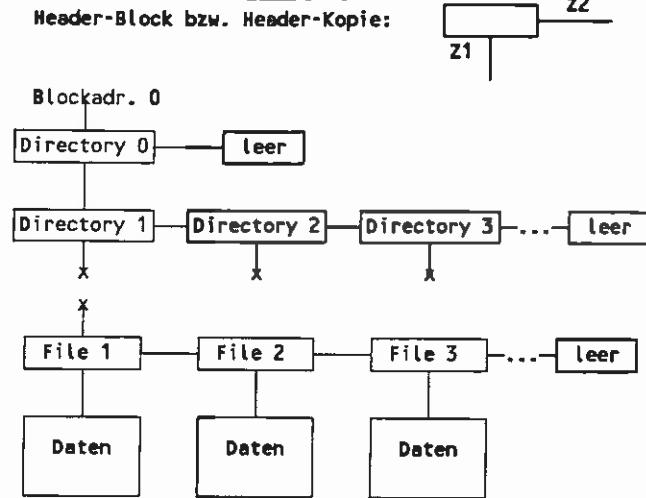 Header-Block bzw. Header-Kopie:
Z2
Z1
Blockadr. 0
Directory 0 leer
Directory 1 Directory 2 Directory 3 ... leer
x x x
x
File 1 File 2 File 3 ... leer
Daten Daten Daten